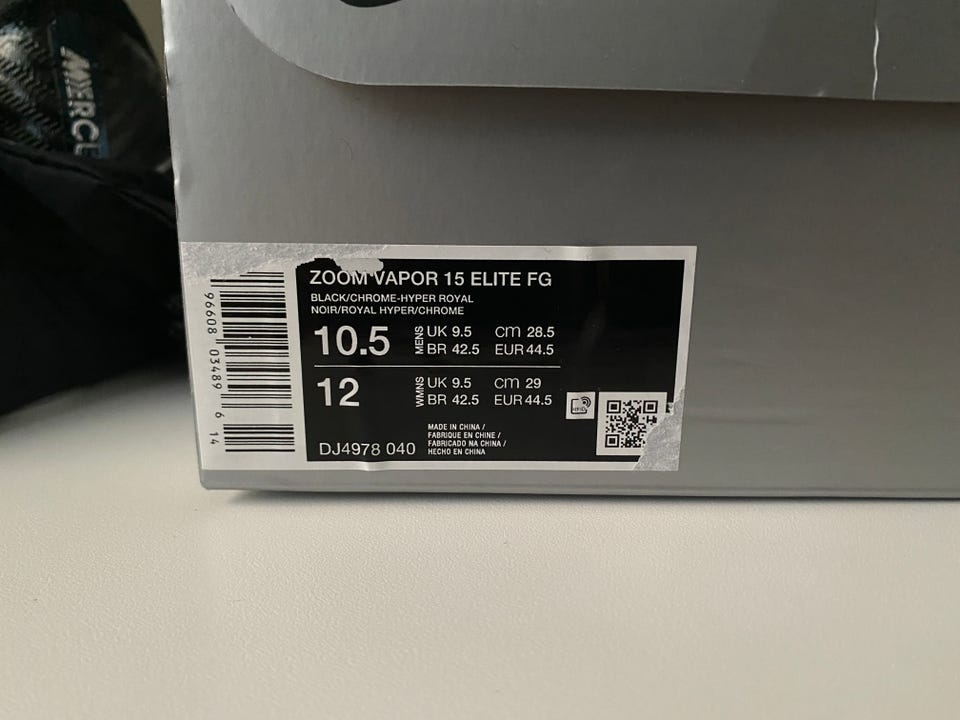 MERC
ZOOM VAPOR 15 ELITE FG
BLACK/CHROME-HYPER ROYAL
NOIR/ROYAL HYPER/CHROME
10.5 MENS UK 9.5 cm 28.5
BR 42.5 EUR 44.5
12 WMNS UK 9.5 cm 29
BR 42.5 EUR 44.5
DJ4978 040
MADE IN CHINA /
FABRIQUE EN CHINE /
FABRICADO NA CHINA /
HECHO EN CHINA
96608 03489 6 14